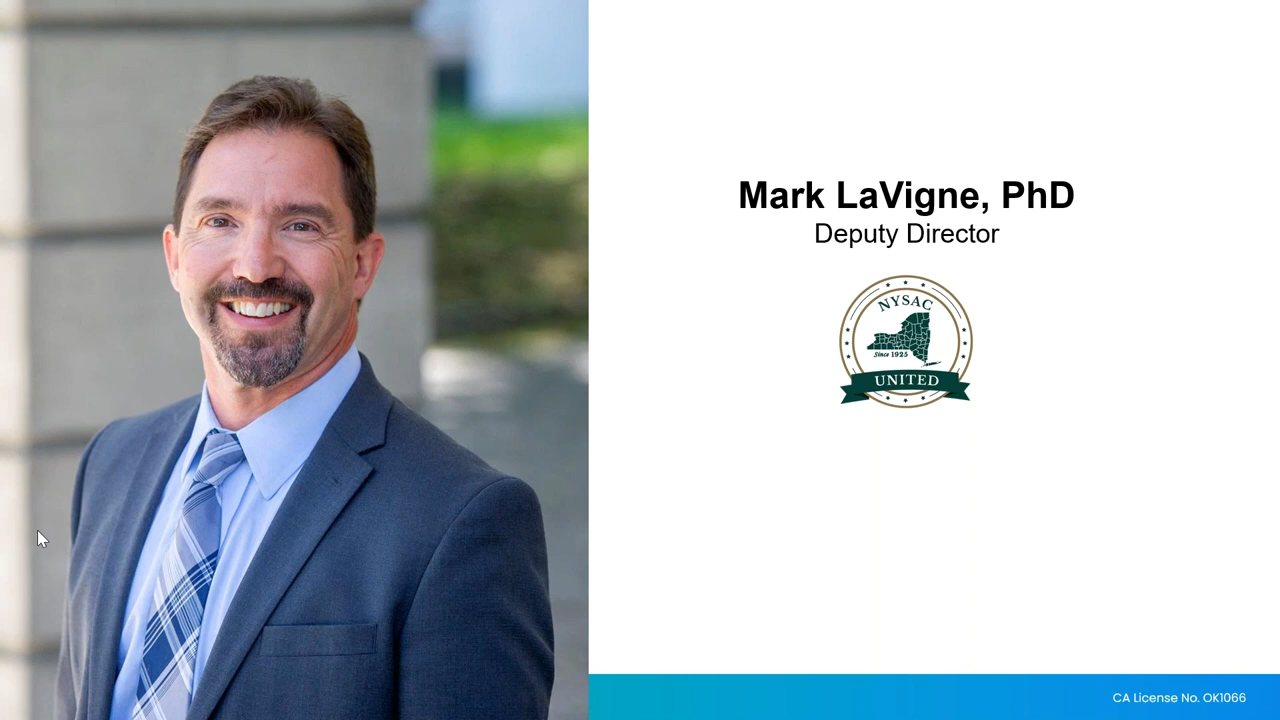 Mark LaVigne, PhD
Deputy Director
NYSAC
Since 1925
UNITED
CA License No. OK1066